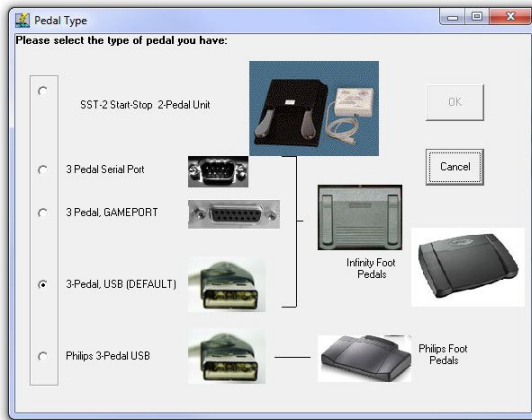 Pedal Type
Please select the type of pedal you have:
SST-2 Start-Stop 2-Pedal Unit
OK
3 Pedal Serial Port
Cancel
3 Pedal, GAMEPORT
Infinity Foot
Pedals
3-Pedal, USB (DEFAULT)
Philips 3-Pedal USB
Philips Foot
Pedals